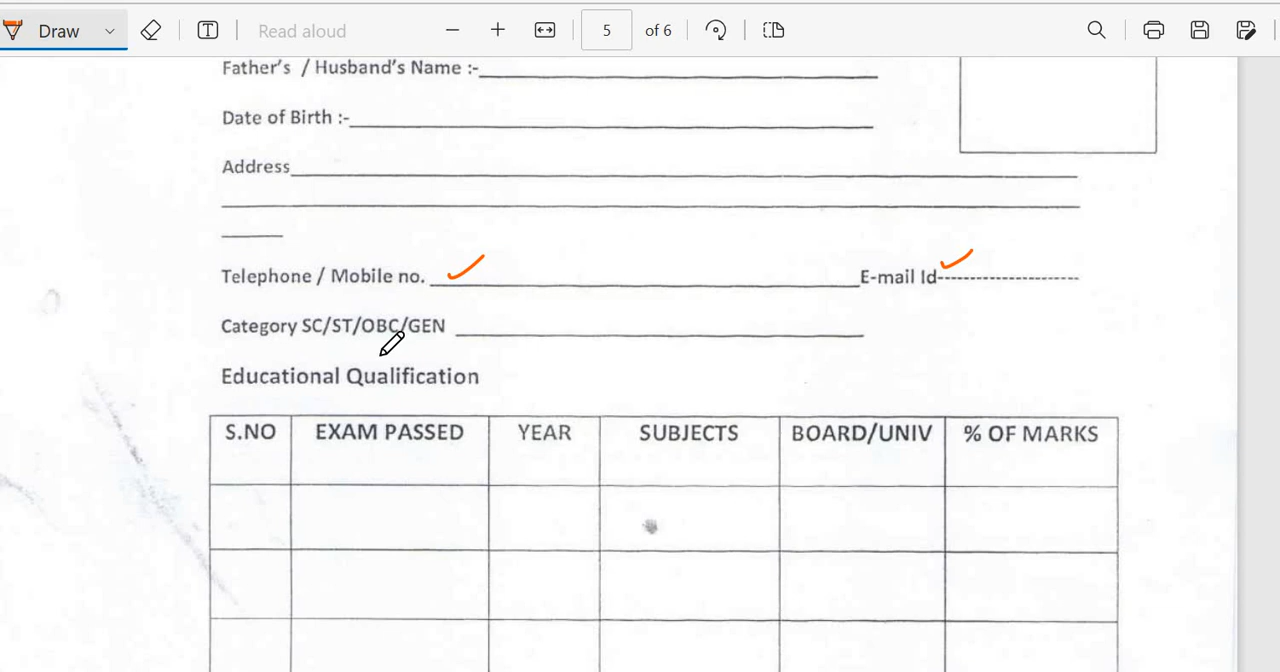 Draw Read aloud 5 of 6
Father's / Husband's Name :-
Date of Birth :-
Address
Telephone / Mobile no. E-mail Id
Category SC/ST/OBC/GEN
Educational Qualification
S.NO EXAM PASSED YEAR SUBJECTS BOARD/UNIV % OF MARKS